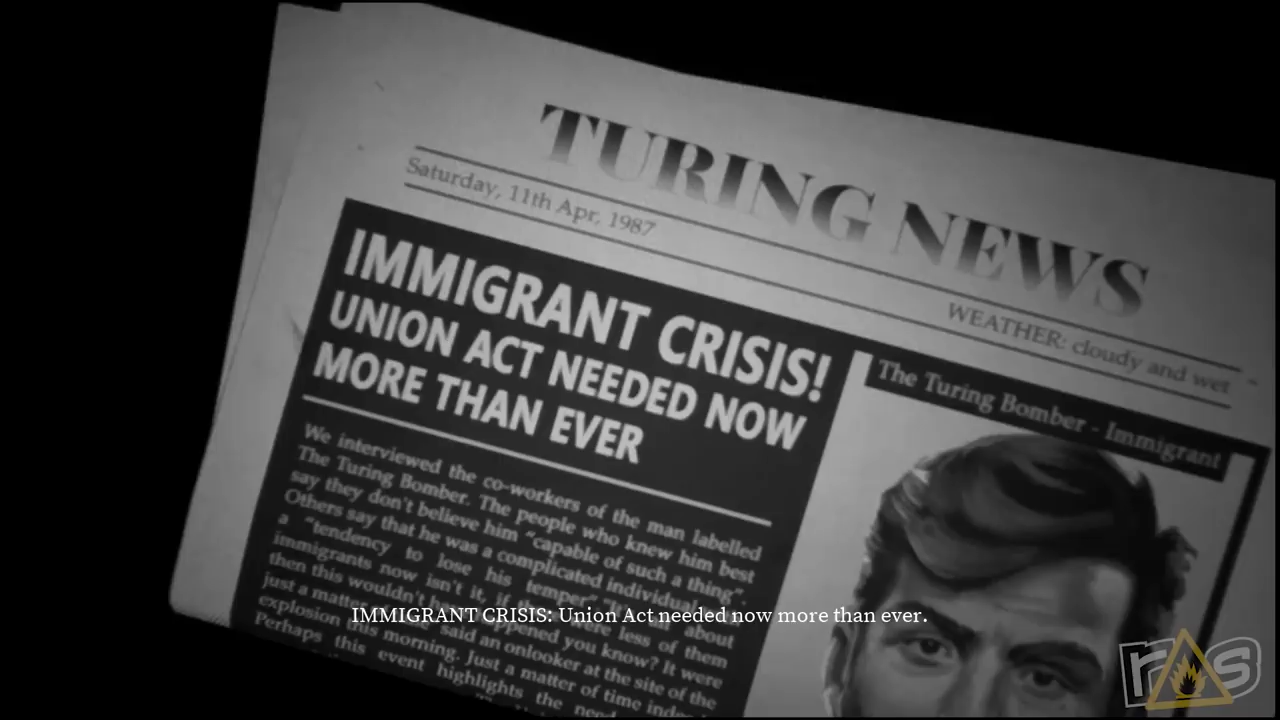 TURING NEWS
Saturday, 11th Apr, 1987
WEATHER: cloudy and wet
IMMIGRANT CRISIS!
UNION ACT NEEDED NOW
MORE THAN EVER
We interviewed the co-workers of the man labelled
The Turing Bomber. The people who knew him best
say they don't believe him "capable of such a thing".
Others say that he was a complicated individual
a "tendency to lose his temper" about
immigrants now isn't it, if were less of them
then this wouldn't happened you know? It were
just a matter said an onlooker at the site of the
explosion this morning. Just a matter of time
Perhaps this event highlights the need
The Turing Bomber - Immigrant
IMMIGRANT CRISIS: Union Act needed now more than ever.
ras